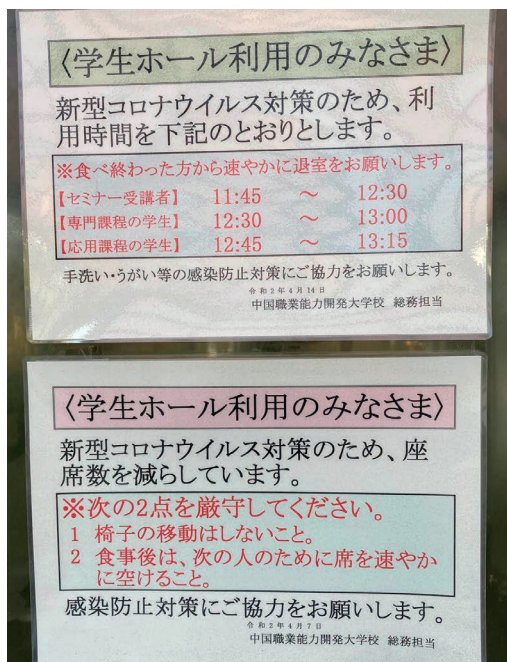 〈学生ホール利用のみなさま〉
新型コロナウイルス対策のため、利
用時間を下記のとおりとします。
※食べ終わった方から速やかに退室をお願いします。
【セミナー受講者】 11:45 ～ 12:30
【専門課程の学生】 12:30 ～ 13:00
【応用課程の学生】 12:45 ～ 13:15
手洗い・うがい等の感染防止対策にご協力をお願いします。
令和2年4月14日
中国職業能力開発大学校 総務担当
〈学生ホール利用のみなさま〉
新型コロナウイルス対策のため、座
席数を減らしています。
※次の2点を厳守してください。
1 椅子の移動はしないこと。
2 食事後は、次の人のために席を速やか
に空けること。
感染防止対策にご協力をお願いします。
令和2年4月7日
中国職業能力開発大学校 総務担当